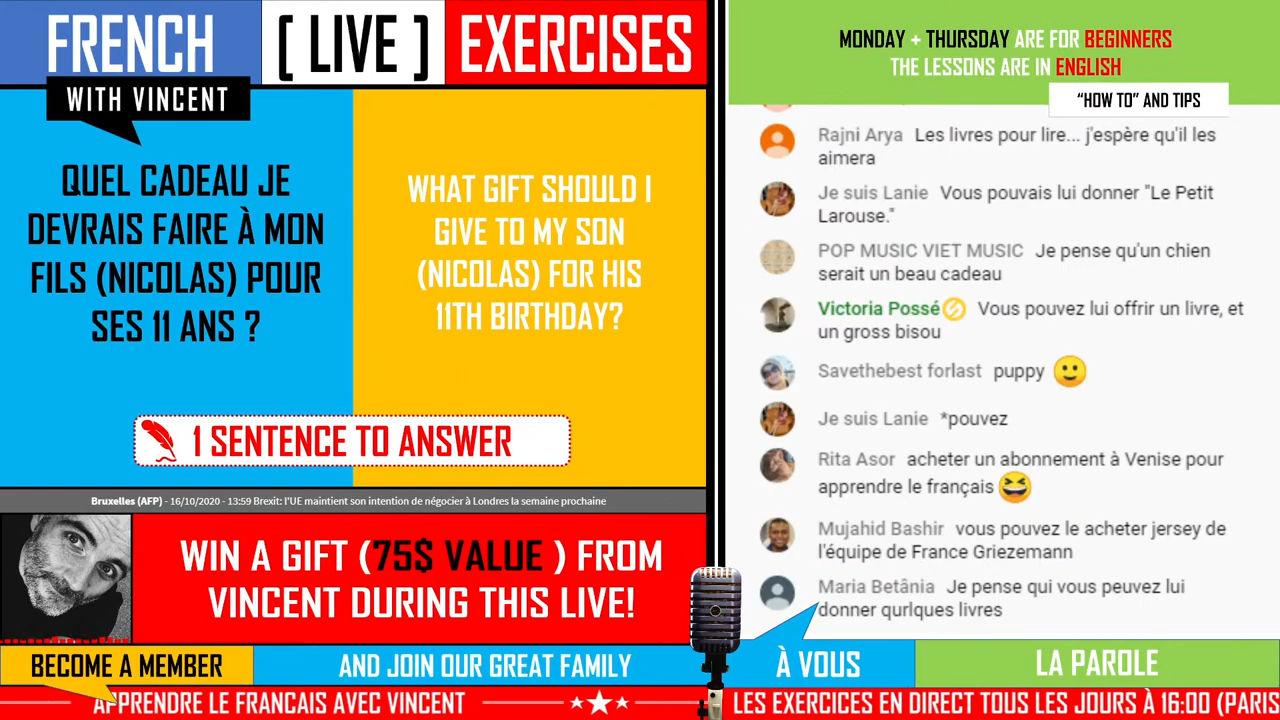 FRENCH [ LIVE ] EXERCISES
WITH VINCENT
QUEL CADEAU JE
DEVRAIS FAIRE À MON
FILS (NICOLAS) POUR
SES 11 ANS ?
WHAT GIFT SHOULD I
GIVE TO MY SON
(NICOLAS) FOR HIS
11TH BIRTHDAY?
1 SENTENCE TO ANSWER
Bruxelles (AFP) - 16/10/2020 - 13:59 Brexit: l'UE maintient son intention de négocier à Londres la semaine prochaine
WIN A GIFT (75$ VALUE ) FROM
VINCENT DURING THIS LIVE!
BECOME A MEMBER
AND JOIN OUR GREAT FAMILY
APPRENDRE LE FRANCAIS AVEC VINCENT
MONDAY + THURSDAY ARE FOR BEGINNERS
THE LESSONS ARE IN ENGLISH
“HOW TO” AND TIPS
Rajni Arya Les livres pour lire... j'espère qu'il les
aimera
Je suis Lanie Vous pouvais lui donner "Le Petit
Larouse."
POP MUSIC VIET MUSIC Je pense qu'un chien
serait un beau cadeau
Victoria Possé Vous pouvez lui offrir un livre, et
un gross bisou
Savethebest forlast puppy 🙂
Je suis Lanie *pouvez
Rita Asor acheter un abonnement à Venise pour
apprendre le français 😆
Mujahid Bashir vous pouvez le acheter jersey de
l'équipe de France Griezemann
Maria Betânia Je pense qui vous peuvez lui
donner qurlques livres
À VOUS
LA PAROLE
LES EXERCICES EN DIRECT TOUS LES JOURS À 16:00 (PARIS